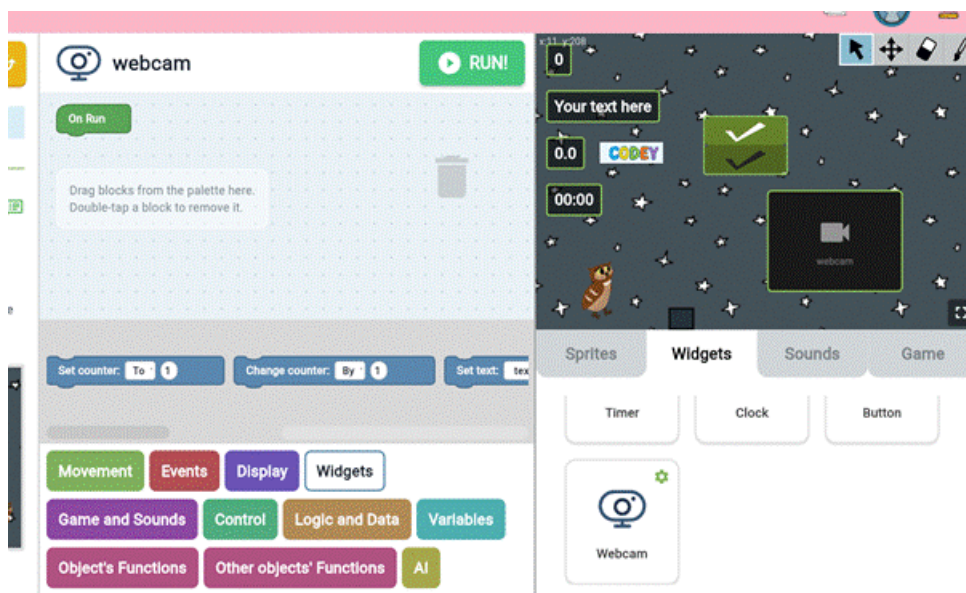 webcam
RUN!
On Run
Drag blocks from the palette here.
Double-tap a block to remove it.
Set counter: To 1
Change counter: By 1
Set text: tex
Movement
Events
Display
Widgets
Game and Sounds
Control
Logic and Data
Variables
Object's Functions
Other objects' Functions
AI
x:11 y:208
0
Your text here
0.0
CODEY
00:00
webcam
Sprites
Widgets
Sounds
Game
Timer
Clock
Button
Webcam